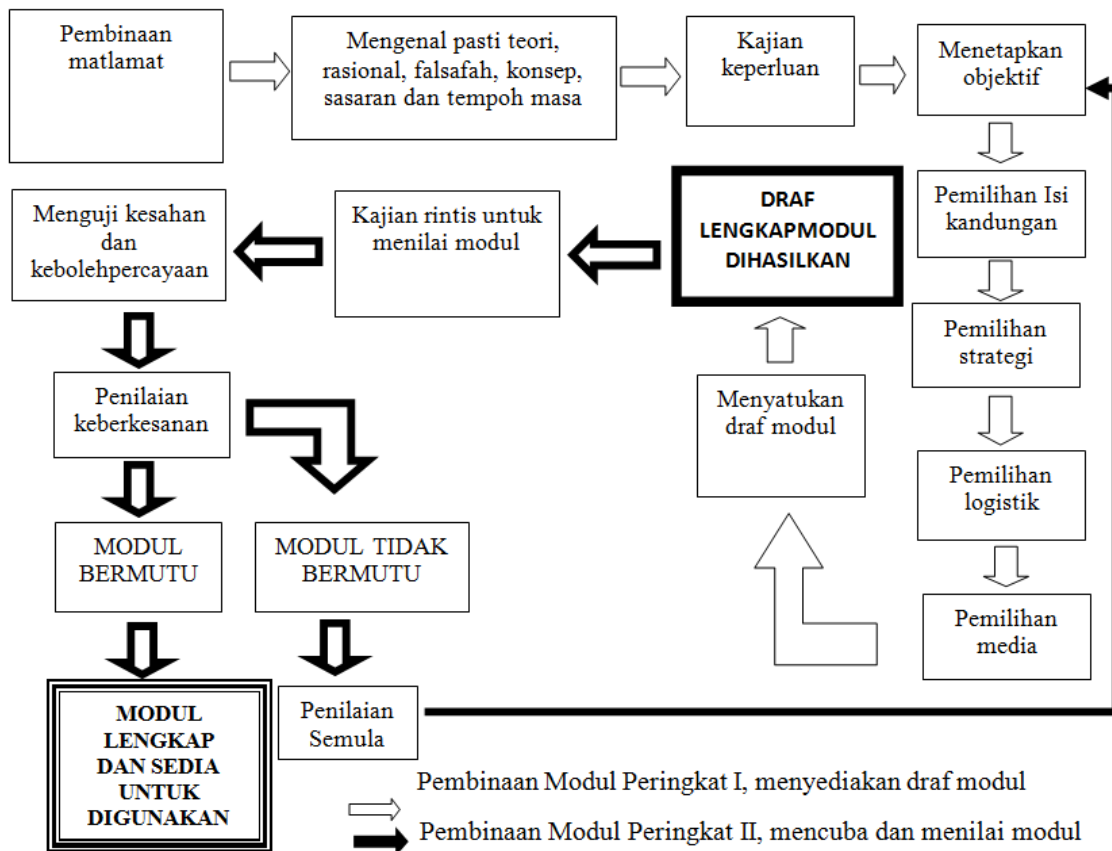 Pembinaan
matlamat
Mengenal pasti teori,
rasional, falsafah, konsep,
sasaran dan tempoh masa
Kajian
keperluan
Menetapkan
objektif
Pemilihan Isi
kandungan
Pemilihan
strategi
Pemilihan
logistik
Pemilihan
media
Menyatukan
draf modul
DRAF
LENGKAPMODUL
DIHASILKAN
Kajian rintis untuk
menilai modul
Menguji kesahan
dan
kebolehpercayaan
Penilaian
keberkesanan
MODUL
BERMUTU
MODUL TIDAK
BERMUTU
MODUL
LENGKAP
DAN SEDIA
UNTUK
DIGUNAKAN
Penilaian
Semula
Pembinaan Modul Peringkat I, menyediakan draf modul
Pembinaan Modul Peringkat II, mencuba dan menilai modul